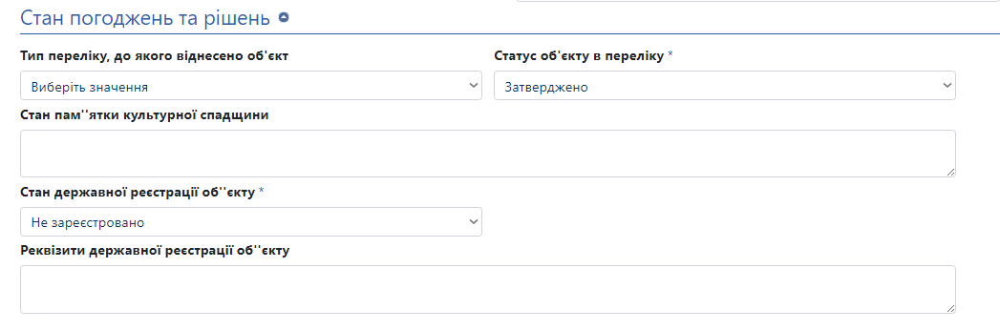 Стан погоджень та рішень
Тип переліку, до якого віднесено об'єкт
Статус об'єкту в переліку *
Виберіть значення
Затверджено
Стан пам''ятки культурної спадщини
Стан державної реєстрації об''єкту *
Не зареєстровано
Реквізити державної реєстрації об''єкту